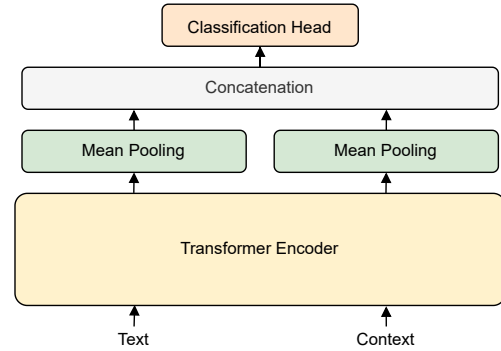 Classification Head
Concatenation
Mean Pooling
Mean Pooling
Transformer Encoder
Text
Context